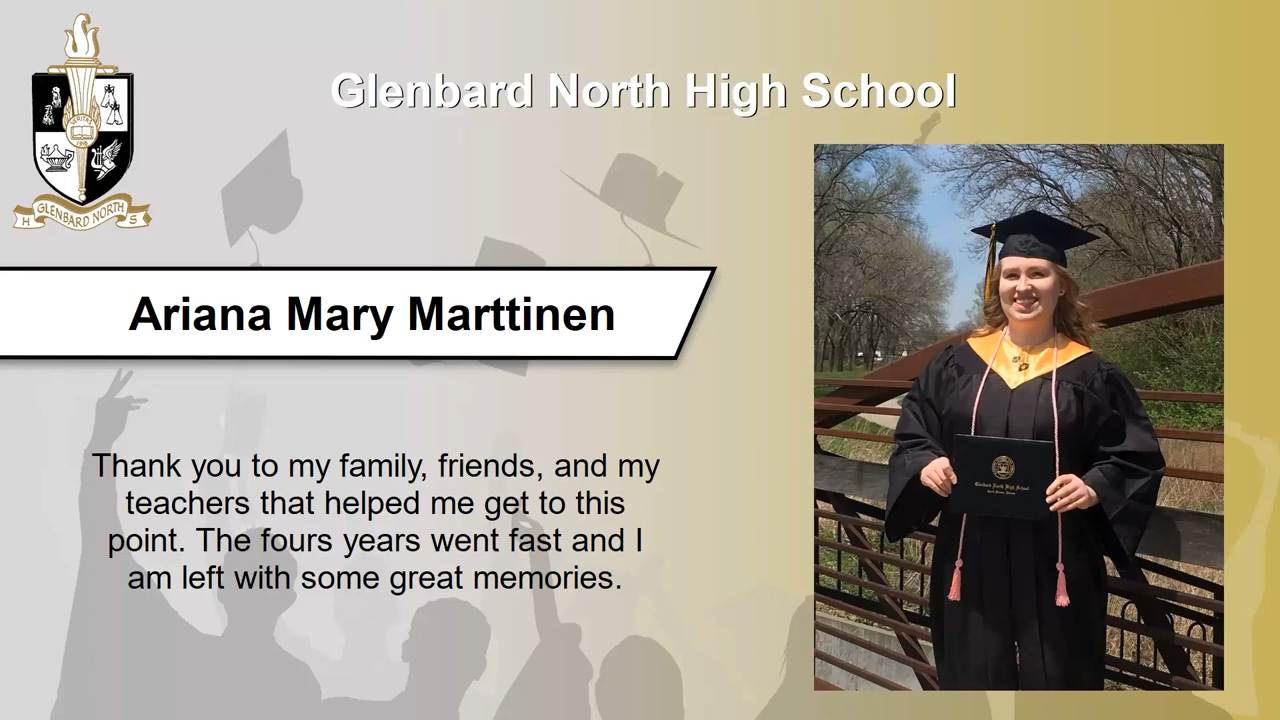 Glenbard North High School
VERITAS
GLENBARD NORTH
H S
Ariana Mary Marttinen
Thank you to my family, friends, and my
teachers that helped me get to this
point. The fours years went fast and I
am left with some great memories.
Glenbard North High School